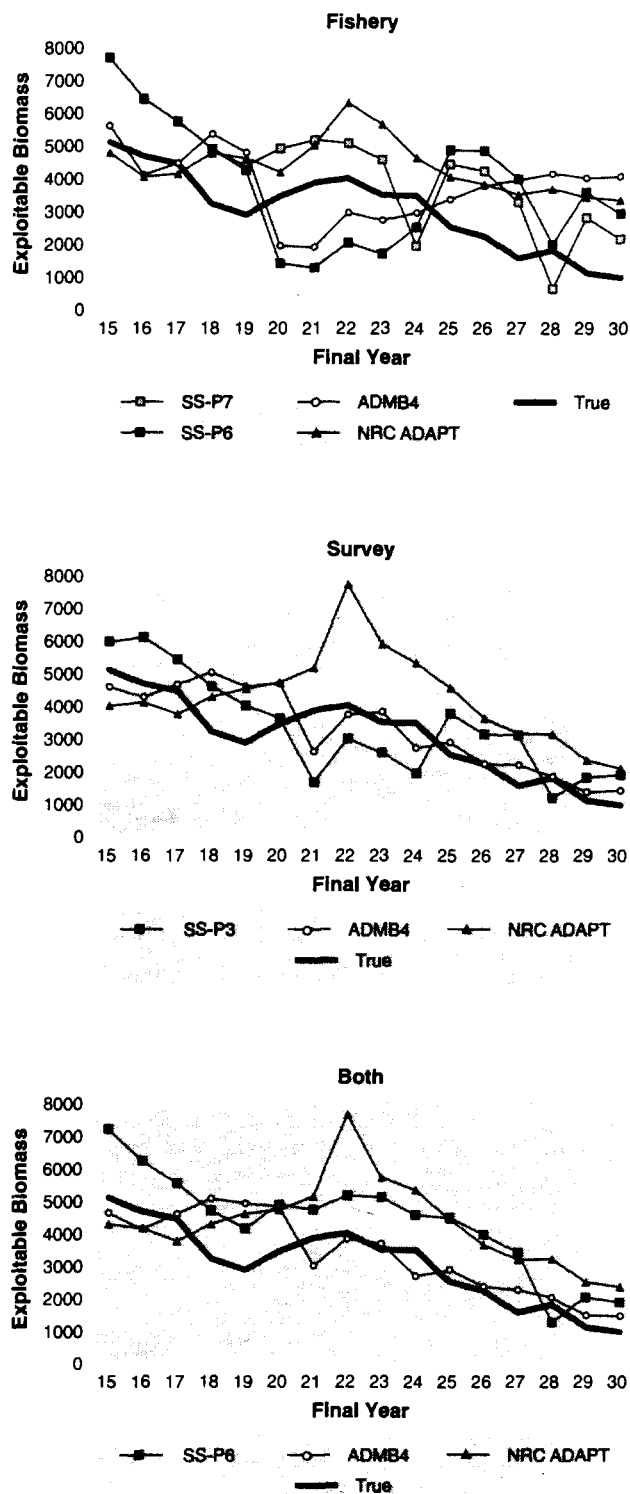 Fishery
Exploitable Biomass
8000
7000
6000
5000
4000
3000
2000
1000
0
15 16 17 18 19 20 21 22 23 24 25 26 27 28 29 30
Final Year
SS-P7 ADMB4 True
SS-P6 NRC ADAPT
Survey
Exploitable Biomass
8000
7000
6000
5000
4000
3000
2000
1000
0
15 16 17 18 19 20 21 22 23 24 25 26 27 28 29 30
Final Year
SS-P3 ADMB4 NRC ADAPT
True
Both
Exploitable Biomass
8000
7000
6000
5000
4000
3000
2000
1000
0
15 16 17 18 19 20 21 22 23 24 25 26 27 28 29 30
Final Year
SS-P6 ADMB4 NRC ADAPT
True